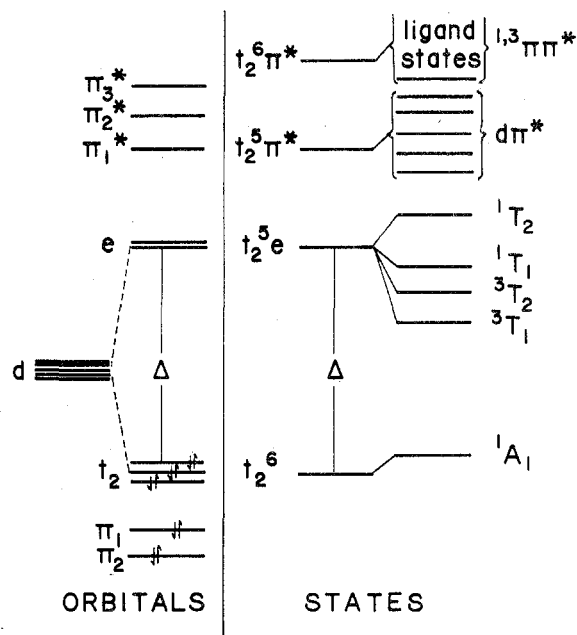 π₃*
π₂*
π₁*
e
d
Δ
t₂
π₁
π₂
ORBITALS
t₂⁶π*
ligand
states
¹,³ππ*
t₂⁵π*
dπ*
t₂⁵e
¹T₂
¹T₁
³T₂
³T₁
Δ
t₂⁶
¹A₁
STATES